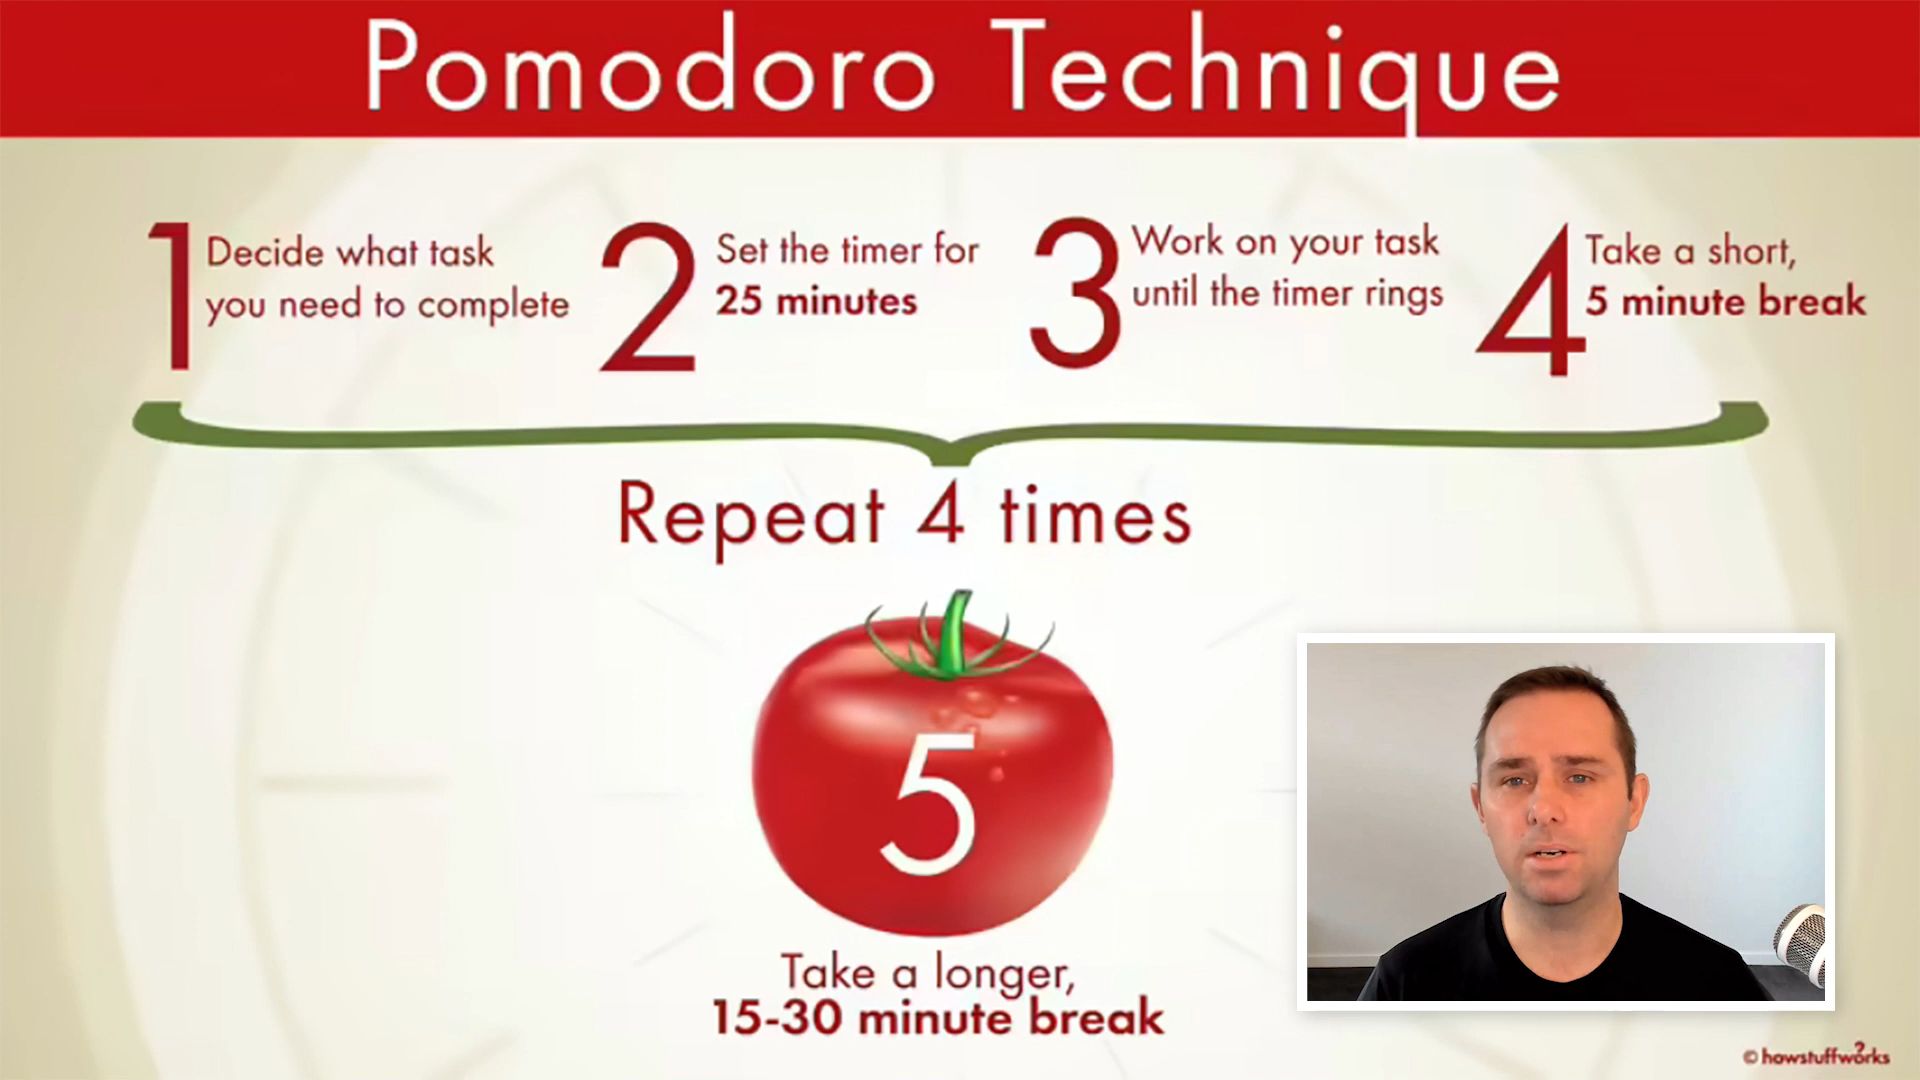 Pomodoro Technique
1
Decide what task
you need to complete
2
Set the timer for
25 minutes
3
Work on your task
until the timer rings
4
Take a short,
5 minute break
Repeat 4 times
5
Take a longer,
15-30 minute break
© howstuffworks